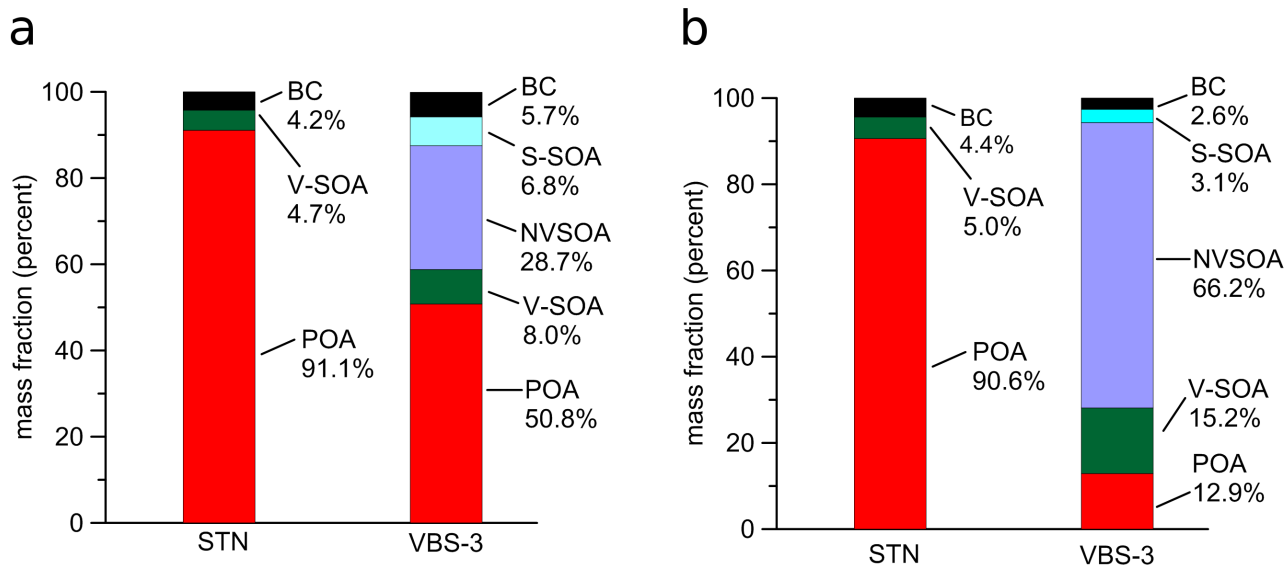 a
mass fraction (percent)
100
80
60
40
20
0
BC
4.2%
V-SOA
4.7%
POA
91.1%
BC
5.7%
S-SOA
6.8%
NVSOA
28.7%
V-SOA
8.0%
POA
50.8%
STN
VBS-3
b
mass fraction (percent)
100
80
60
40
20
0
BC
4.4%
V-SOA
5.0%
POA
90.6%
BC
2.6%
S-SOA
3.1%
NVSOA
66.2%
V-SOA
15.2%
POA
12.9%
STN
VBS-3